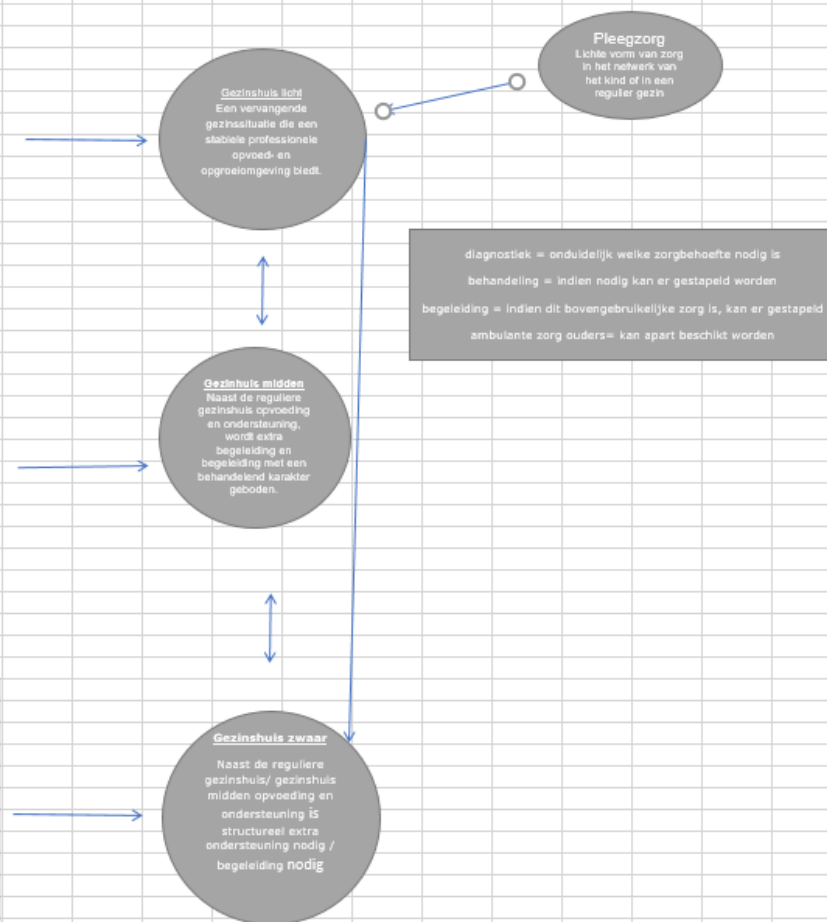 Pleegzorg
Lichte vorm van zorg
in het netwerk van
het kind of in een
regulier gezin
Gezinshuis licht
Een vervangende
gezinssituatie die een
stabiele professionele
opvoed- en
opgroeiomgeving biedt.
diagnostiek = onduidelijk welke zorgbehoefte nodig is
behandeling = indien nodig kan er gestapeld worden
begeleiding = indien dit bovengebruikelijke zorg is, kan er gestapeld
ambulante zorg ouders= kan apart beschikt worden
Gezinhuis midden
Naast de reguliere
gezinshuis opvoeding
en ondersteuning,
wordt extra
begeleiding en
begeleiding met een
behandelend karakter
geboden.
Gezinshuis zwaar
Naast de reguliere
gezinshuis/ gezinshuis
midden opvoeding en
ondersteuning is
structureel extra
ondersteuning nodig /
begeleiding nodig